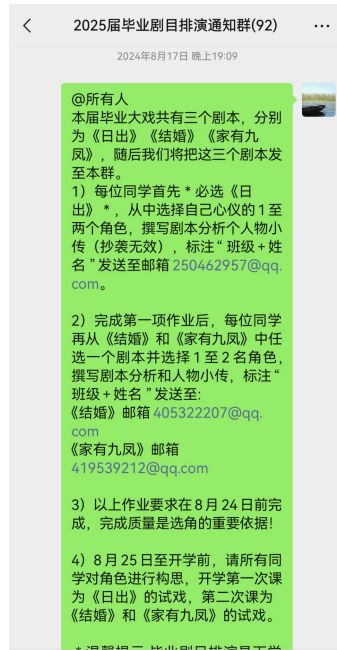 2025届毕业剧目排演通知群(92)
2024年8月17日 晚上19:09
@所有人
本届毕业大戏共有三个剧本，分别
为《日出》《结婚》《家有九
凤》，随后我们将把这三个剧本发
至本群。
1）每位同学首先 * 必选《日
出》 * ，从中选择自己心仪的 1 至
两个角色，撰写剧本分析个人物小
传（抄袭无效），标注 “ 班级 + 姓
名 ” 发送至邮箱 250462957@qq.
com。
2）完成第一项作业后，每位同学
再从《结婚》和《家有九凤》中任
选一个剧本并选择 1 至 2 名角色，
撰写剧本分析和人物小传，标注 “
班级 + 姓名 ” 发送至:
《结婚》邮箱 405322207@qq.
com
《家有九凤》邮箱
419539212@qq.com
3）以上作业要求在 8 月 24 日前完
成，完成质量是选角的重要依据！
4）8 月 25 日至开学前，请所有同
学对角色进行构思，开学第一次课
为《日出》的试戏，第二次课为
《结婚》和《家有九凤》的试戏。